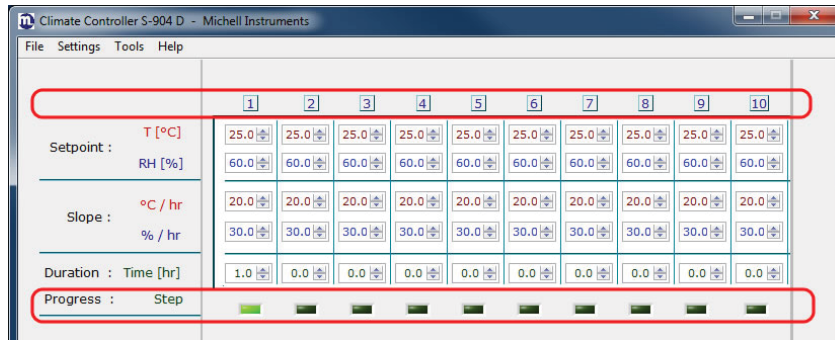 Climate Controller S-904 D - Michell Instruments
File Settings Tools Help
1 2 3 4 5 6 7 8 9 10
Setpoint :
T [°C] 25.0 25.0 25.0 25.0 25.0 25.0 25.0 25.0 25.0 25.0
RH [%] 60.0 60.0 60.0 60.0 60.0 60.0 60.0 60.0 60.0 60.0
Slope :
°C / hr 20.0 20.0 20.0 20.0 20.0 20.0 20.0 20.0 20.0 20.0
% / hr 30.0 30.0 30.0 30.0 30.0 30.0 30.0 30.0 30.0 30.0
Duration : Time [hr] 1.0 0.0 0.0 0.0 0.0 0.0 0.0 0.0 0.0 0.0
Progress : Step